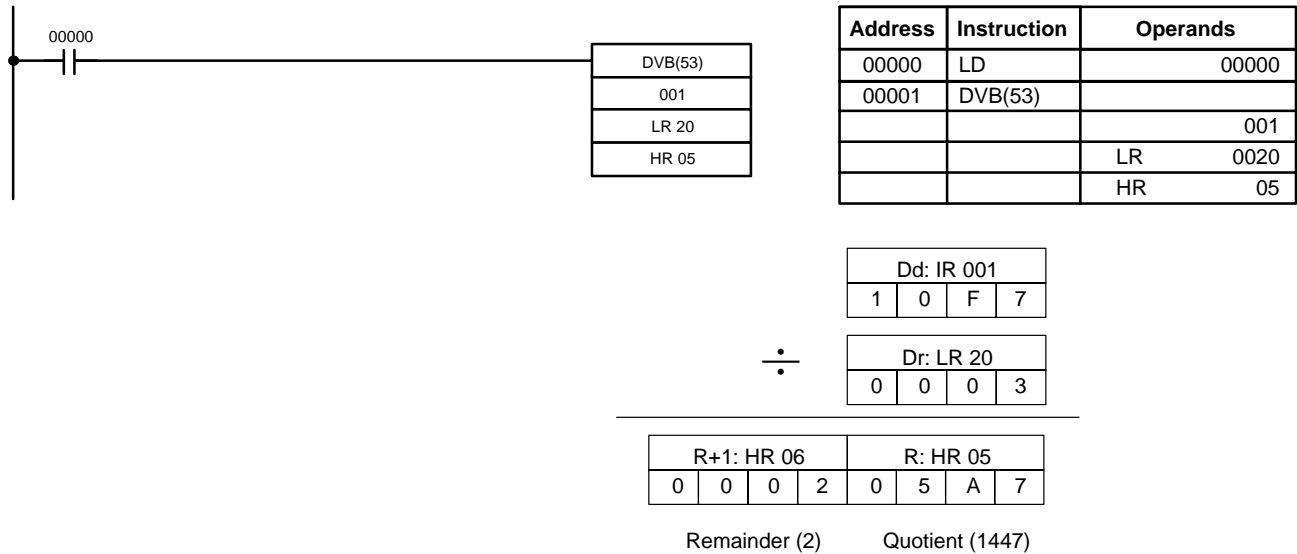 00000
DVB(53)
001
LR 20
HR 05
Address Instruction Operands
00000 LD 00000
00001 DVB(53)
001
LR 0020
HR 05
Dd: IR 001
1 0 F 7
÷
Dr: LR 20
0 0 0 3
R+1: HR 06 R: HR 05
0 0 0 2 0 5 A 7
Remainder (2) Quotient (1447)